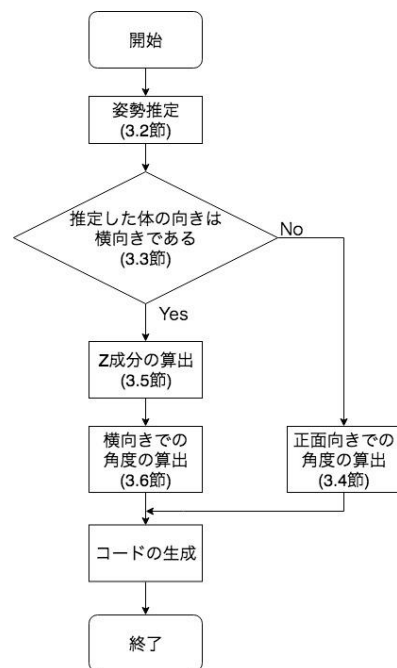 開始
姿勢推定
(3.2節)
推定した体の向きは
横向きである
(3.3節)
No
Yes
Z成分の算出
(3.5節)
横向きでの
角度の算出
(3.6節)
正面向きでの
角度の算出
(3.4節)
コードの生成
終了